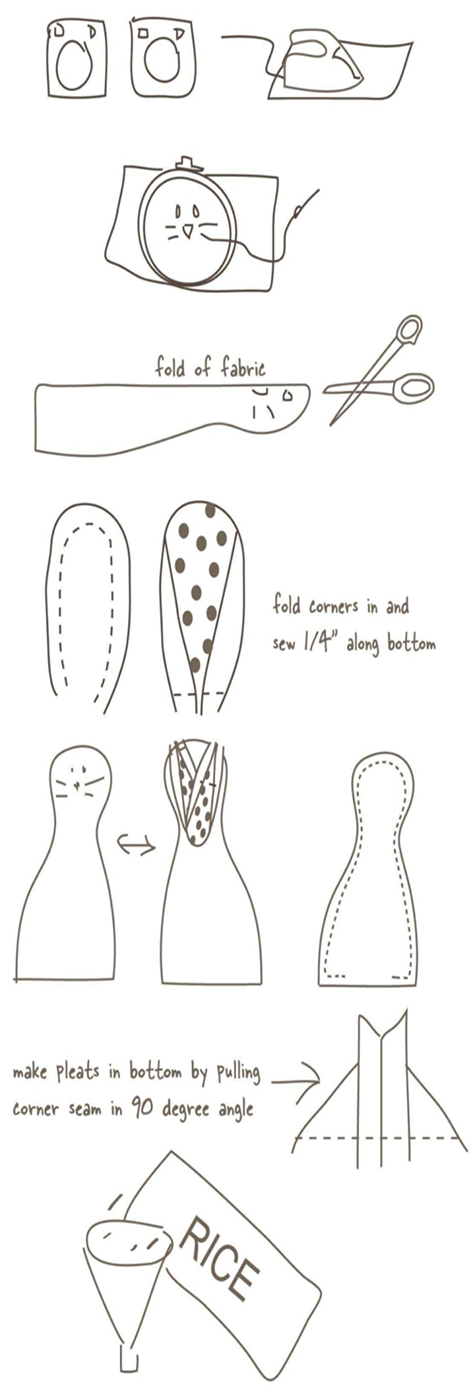 fold of fabric
fold corners in and
sew 1/4" along bottom
make pleats in bottom by pulling
corner seam in 90 degree angle
RICE